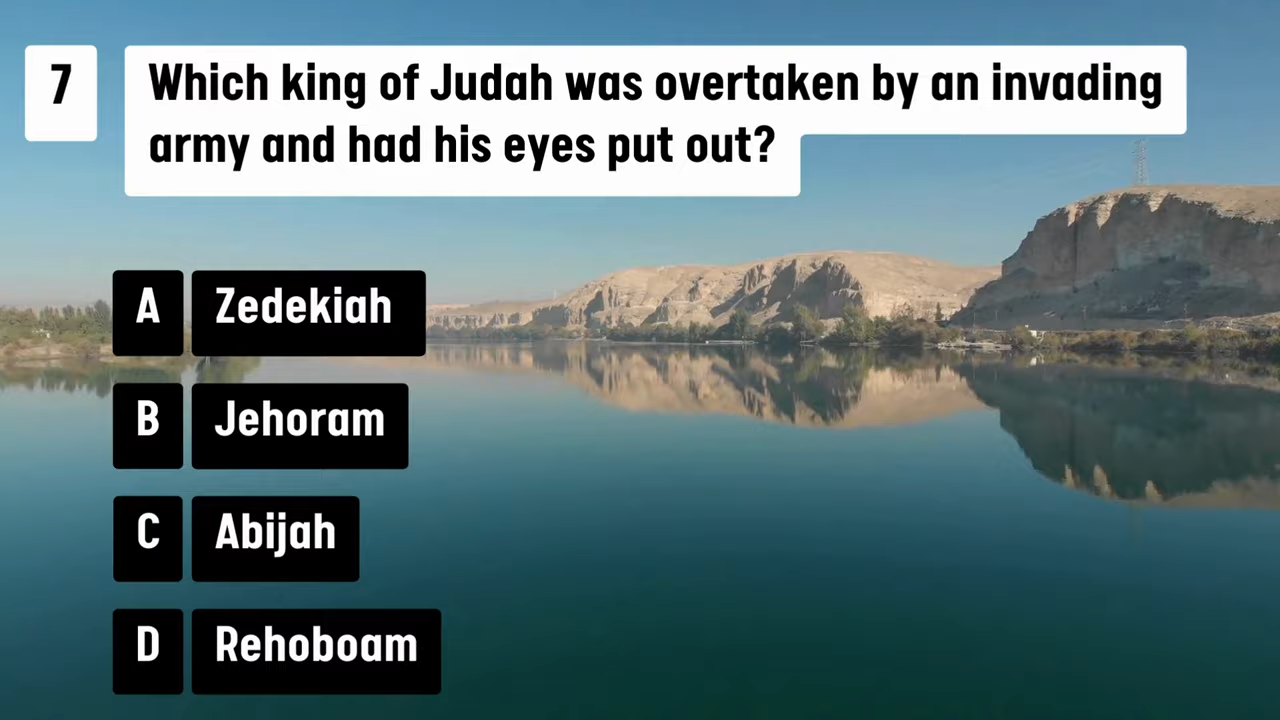 7
Which king of Judah was overtaken by an invading
army and had his eyes put out?
A Zedekiah
B Jehoram
C Abijah
D Rehoboam